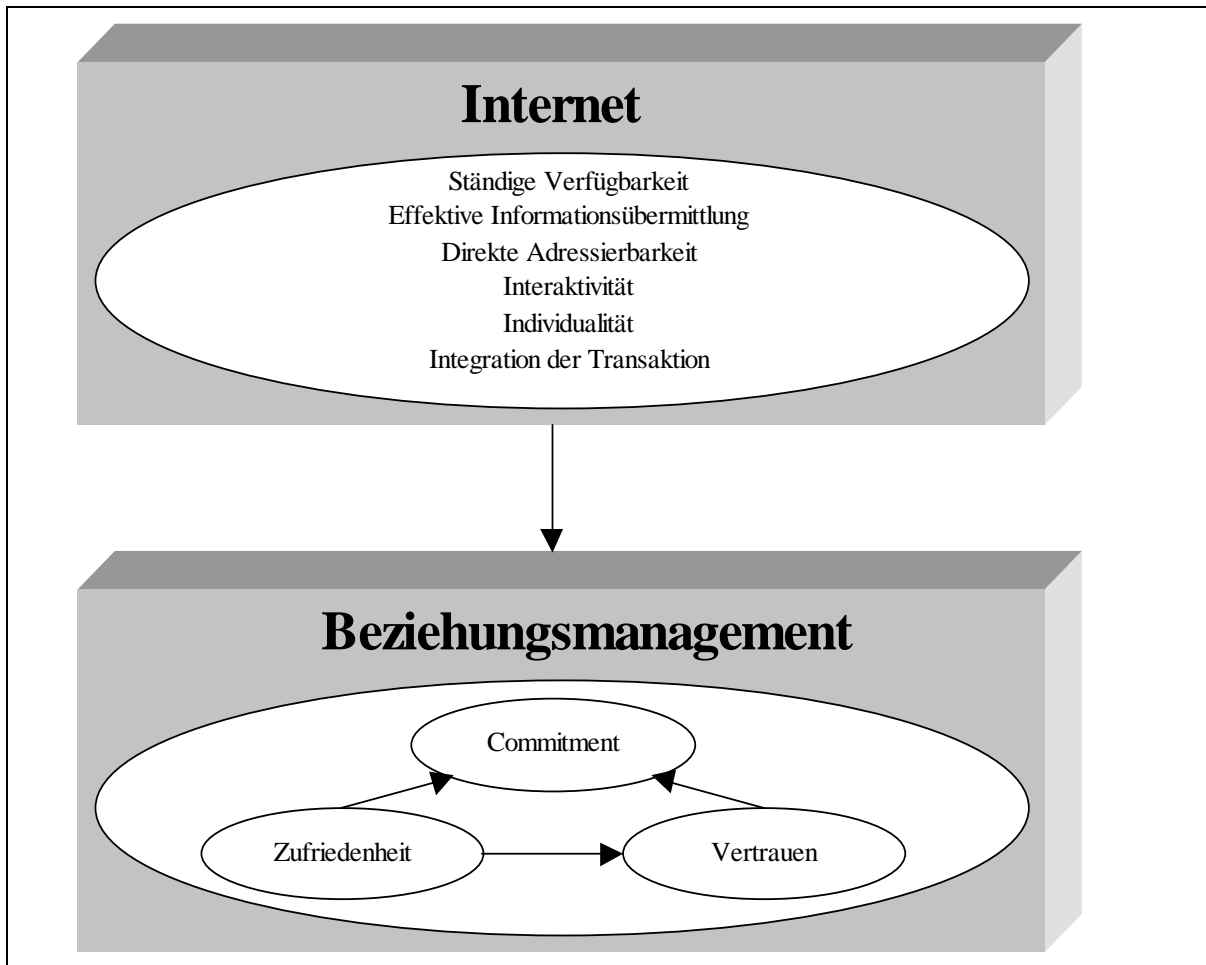 Internet
Ständige Verfügbarkeit
Effektive Informationsübermittlung
Direkte Adressierbarkeit
Interaktivität
Individualität
Integration der Transaktion
Beziehungsmanagement
Commitment
Zufriedenheit
Vertrauen